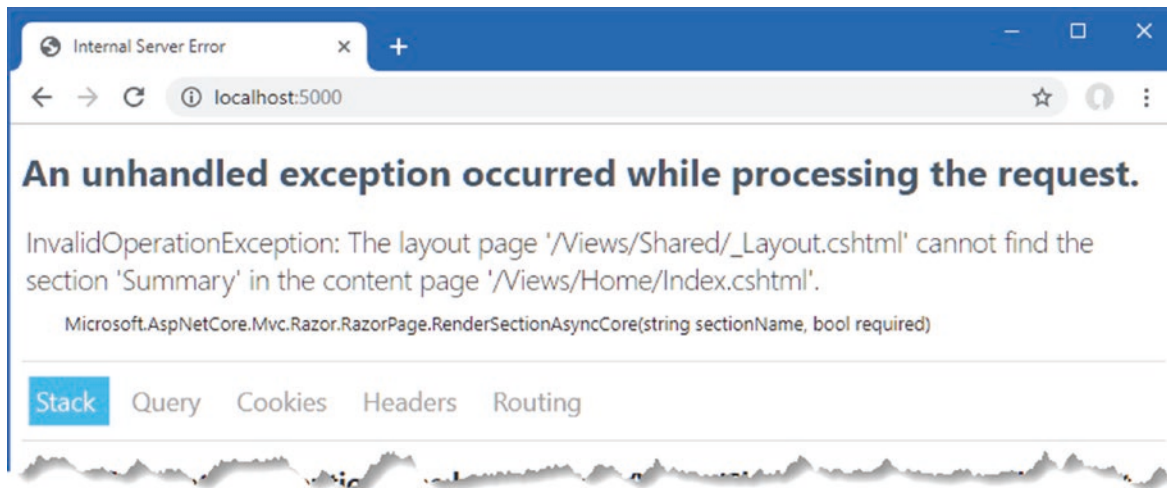 Internal Server Error
localhost:5000
An unhandled exception occurred while processing the request.
InvalidOperationException: The layout page '/Views/Shared/_Layout.cshtml' cannot find the
section 'Summary' in the content page '/Views/Home/Index.cshtml'.
Microsoft.AspNetCore.Mvc.Razor.RazorPage.RenderSectionAsyncCore(string sectionName, bool required)
Stack Query Cookies Headers Routing